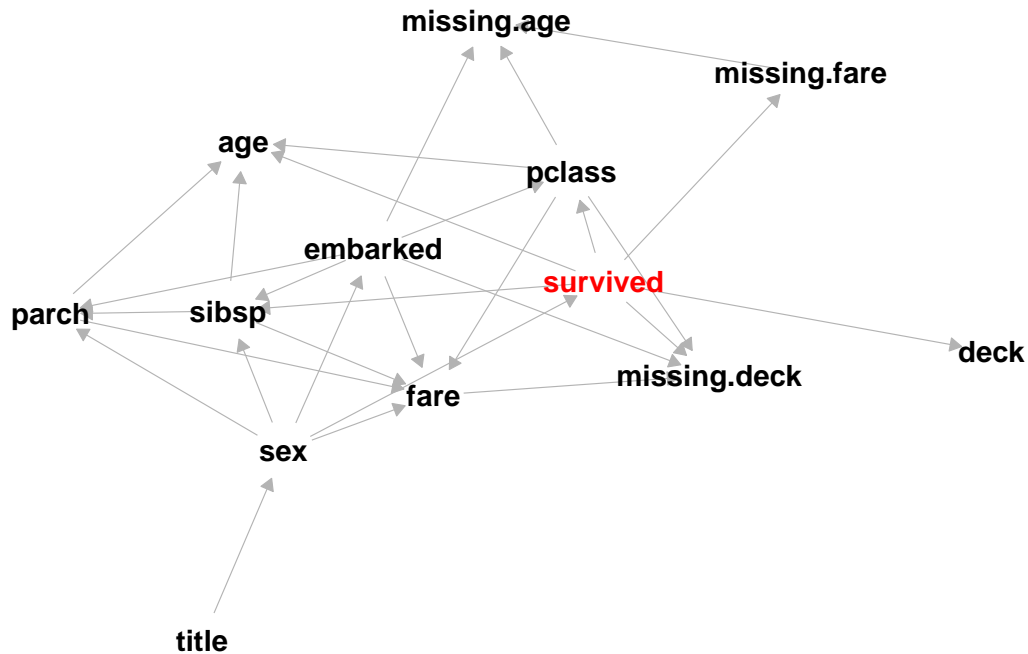 missing.age
missing.fare
age
pclass
embarked
survived
parch
sibsp
deck
missing.deck
fare
sex
title